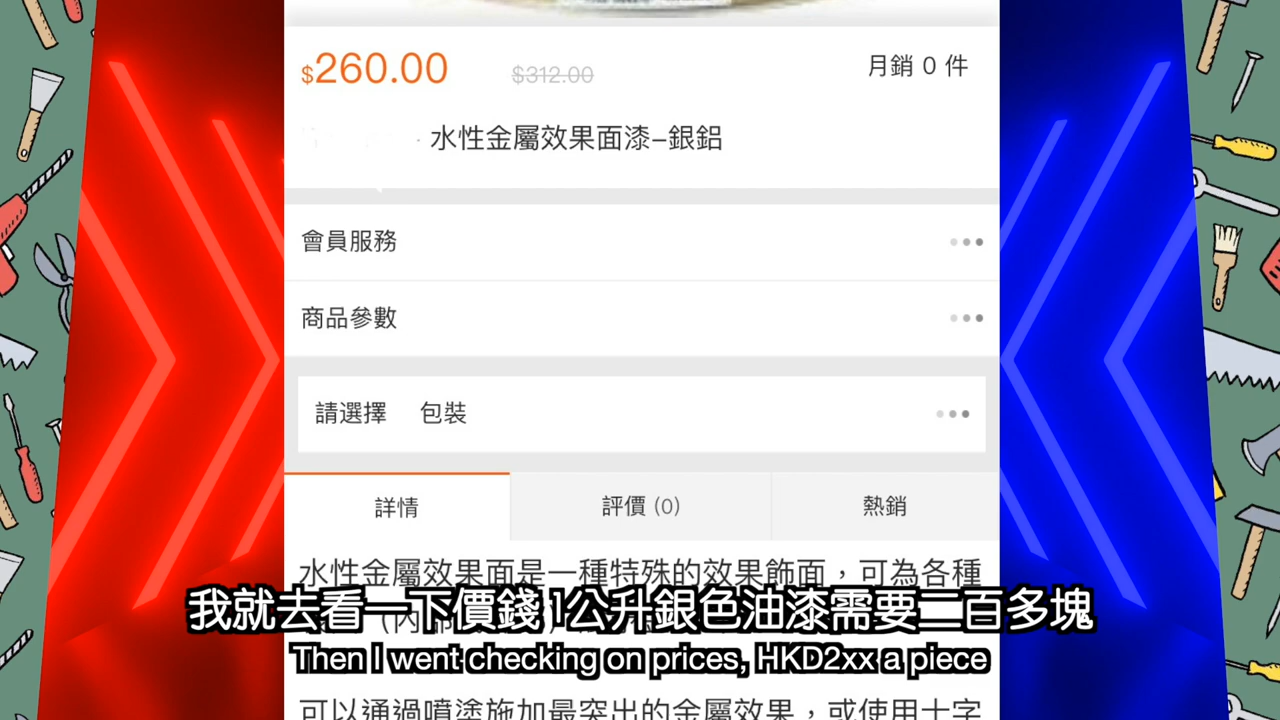 $260.00 $312.00 月銷 0 件
水性金屬效果面漆–銀鋁
會員服務
商品參數
請選擇 包裝
詳情 評價 (0) 熱銷
水性金屬效果面是一種特殊的效果飾面，可為各種
我就去看一下價錢 1公升銀色油漆需要二百多塊
Then I went checking on prices, HKD2xx a piece
可以通過噴塗施加最突出的金屬效果，或使用十字